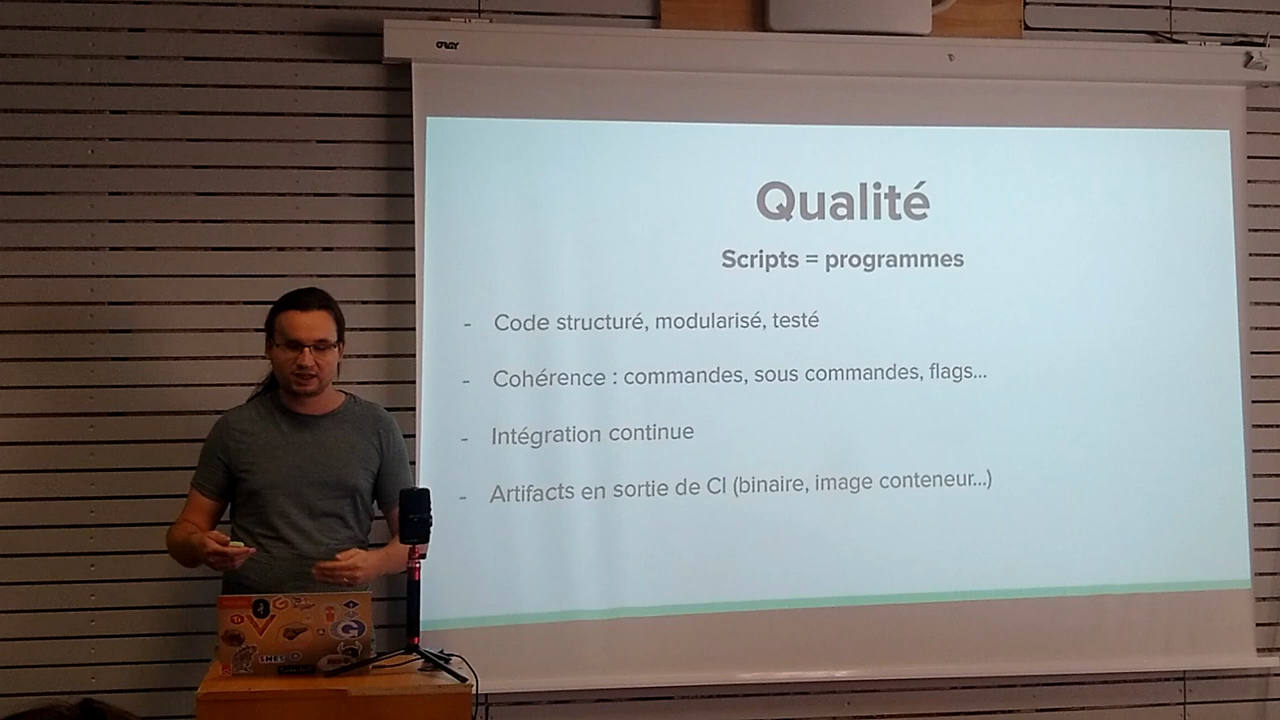 ORAY
Qualité
Scripts = programmes
- Code structuré, modularisé, testé
- Cohérence : commandes, sous commandes, flags...
- Intégration continue
- Artifacts en sortie de CI (binaire, image conteneur...)